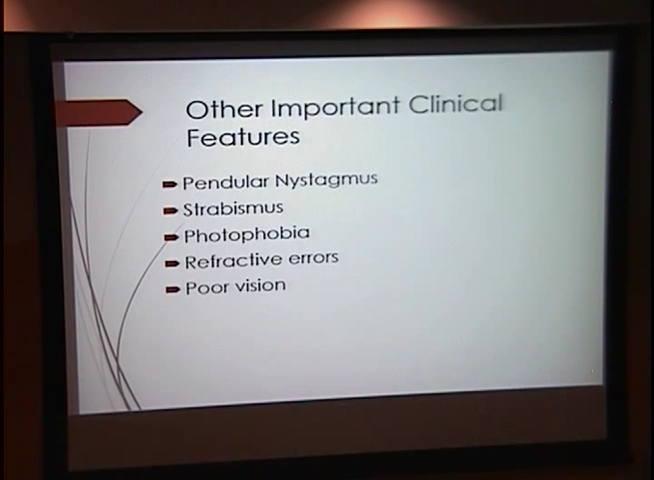 Other Important Clinical
Features
Pendular Nystagmus
Strabismus
Photophobia
Refractive errors
Poor vision